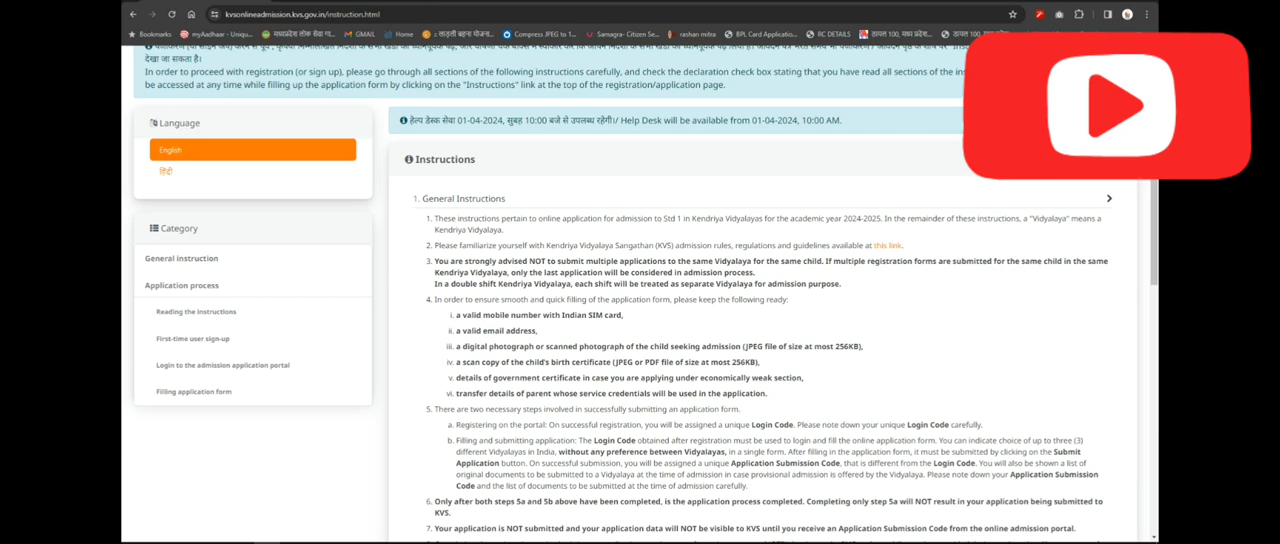 kvsonlineadmission.kvs.gov.in/instruction.html
Bookmarks myAadhaar - Uniqu... मध्यप्रदेश लोक सेवा गा... GMAIL लाड़ली बहना योजना... Compress JPEG to 1... Home Samagra- Citizen Se... rashan mitra BPL Card Applicatio... RC DETAILS डायल 100, मध्य प्रदेश... डायल 100, मध्य प्रदे...
देखा जा सकता है।
In order to proceed with registration (or sign up), please go through all sections of the following instructions carefully, and check the declaration check box stating that you have read all sections of the
be accessed at any time while filling up the application form by clicking on the "Instructions" link at the top of the registration/application page.
Language
English
हिंदी
Category
General instruction
Application process
Reading the instructions
First-time user sign-up
Login to the admission application portal
Filling application form
हेल्प डेस्क सेवा 01-04-2024, सुबह 10:00 बजे से उपलब्ध रहेगी।/ Help Desk will be available from 01-04-2024, 10:00 AM.
Instructions
1. General Instructions
1. These instructions pertain to online application for admission to Std 1 in Kendriya Vidyalayas for the academic year 2024-2025. In the remainder of these instructions, a "Vidyalaya" means a
Kendriya Vidyalaya.
2. Please familiarize yourself with Kendriya Vidyalaya Sangathan (KVS) admission rules, regulations and guidelines available at this link.
3. You are strongly advised NOT to submit multiple applications to the same Vidyalaya for the same child. If multiple registration forms are submitted for the same child in the same
Kendriya Vidyalaya, only the last application will be considered in admission process.
In a double shift Kendriya Vidyalaya, each shift will be treated as separate Vidyalaya for admission purpose.
4. In order to ensure smooth and quick filling of the application form, please keep the following ready:
i. a valid mobile number with Indian SIM card,
ii. a valid email address,
iii. a digital photograph or scanned photograph of the child seeking admission (JPEG file of size at most 256KB),
iv. a scan copy of the child's birth certificate (JPEG or PDF file of size at most 256KB),
v. details of government certificate in case you are applying under economically weak section,
vi. transfer details of parent whose service credentials will be used in the application.
5. There are two necessary steps involved in successfully submitting an application form.
a. Registering on the portal: On successful registration, you will be assigned a unique Login Code. Please note down your unique Login Code carefully.
b. Filling and submitting application: The Login Code obtained after registration must be used to login and fill the online application form. You can indicate choice of up to three (3)
different Vidyalayas in India, without any preference between Vidyalayas, in a single form. After filling in the application form, it must be submitted by clicking on the Submit
Application button. On successful submission, you will be assigned a unique Application Submission Code, that is different from the Login Code. You will also be shown a list of
original documents to be submitted to a Vidyalaya at the time of admission in case provisional admission is offered by the Vidyalaya. Please note down your Application Submission
Code and the list of documents to be submitted at the time of admission carefully.
6. Only after both steps 5a and 5b above have been completed, is the application process completed. Completing only step 5a will NOT result in your application being submitted to
KVS.
7. Your application is NOT submitted and your application data will NOT be visible to KVS until you receive an Application Submission Code from the online admission portal.